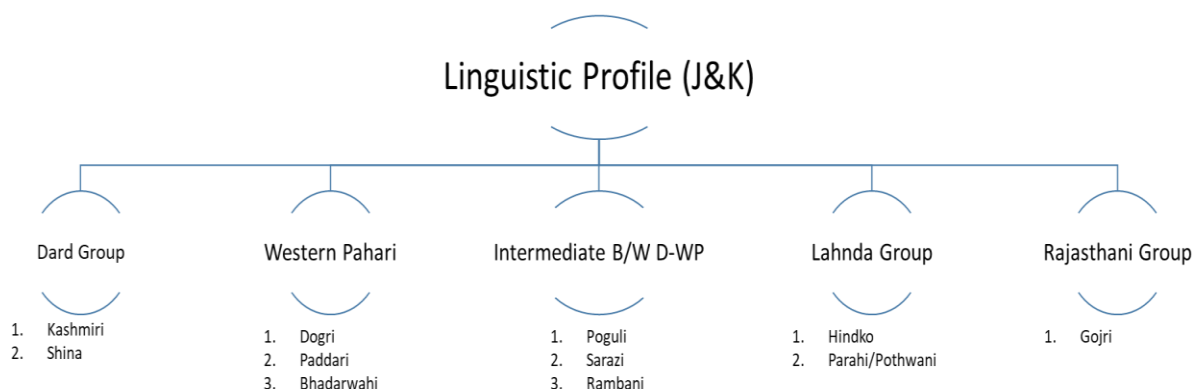 Linguistic Profile (J&K)
Dard Group
1. Kashmiri
2. Shina
Western Pahari
1. Dogri
2. Paddari
3. Bhadarwahi
Intermediate B/W D-WP
1. Poguli
2. Sarazi
3. Rambani
Lahnda Group
1. Hindko
2. Parahi/Pothwani
Rajasthani Group
1. Gojri